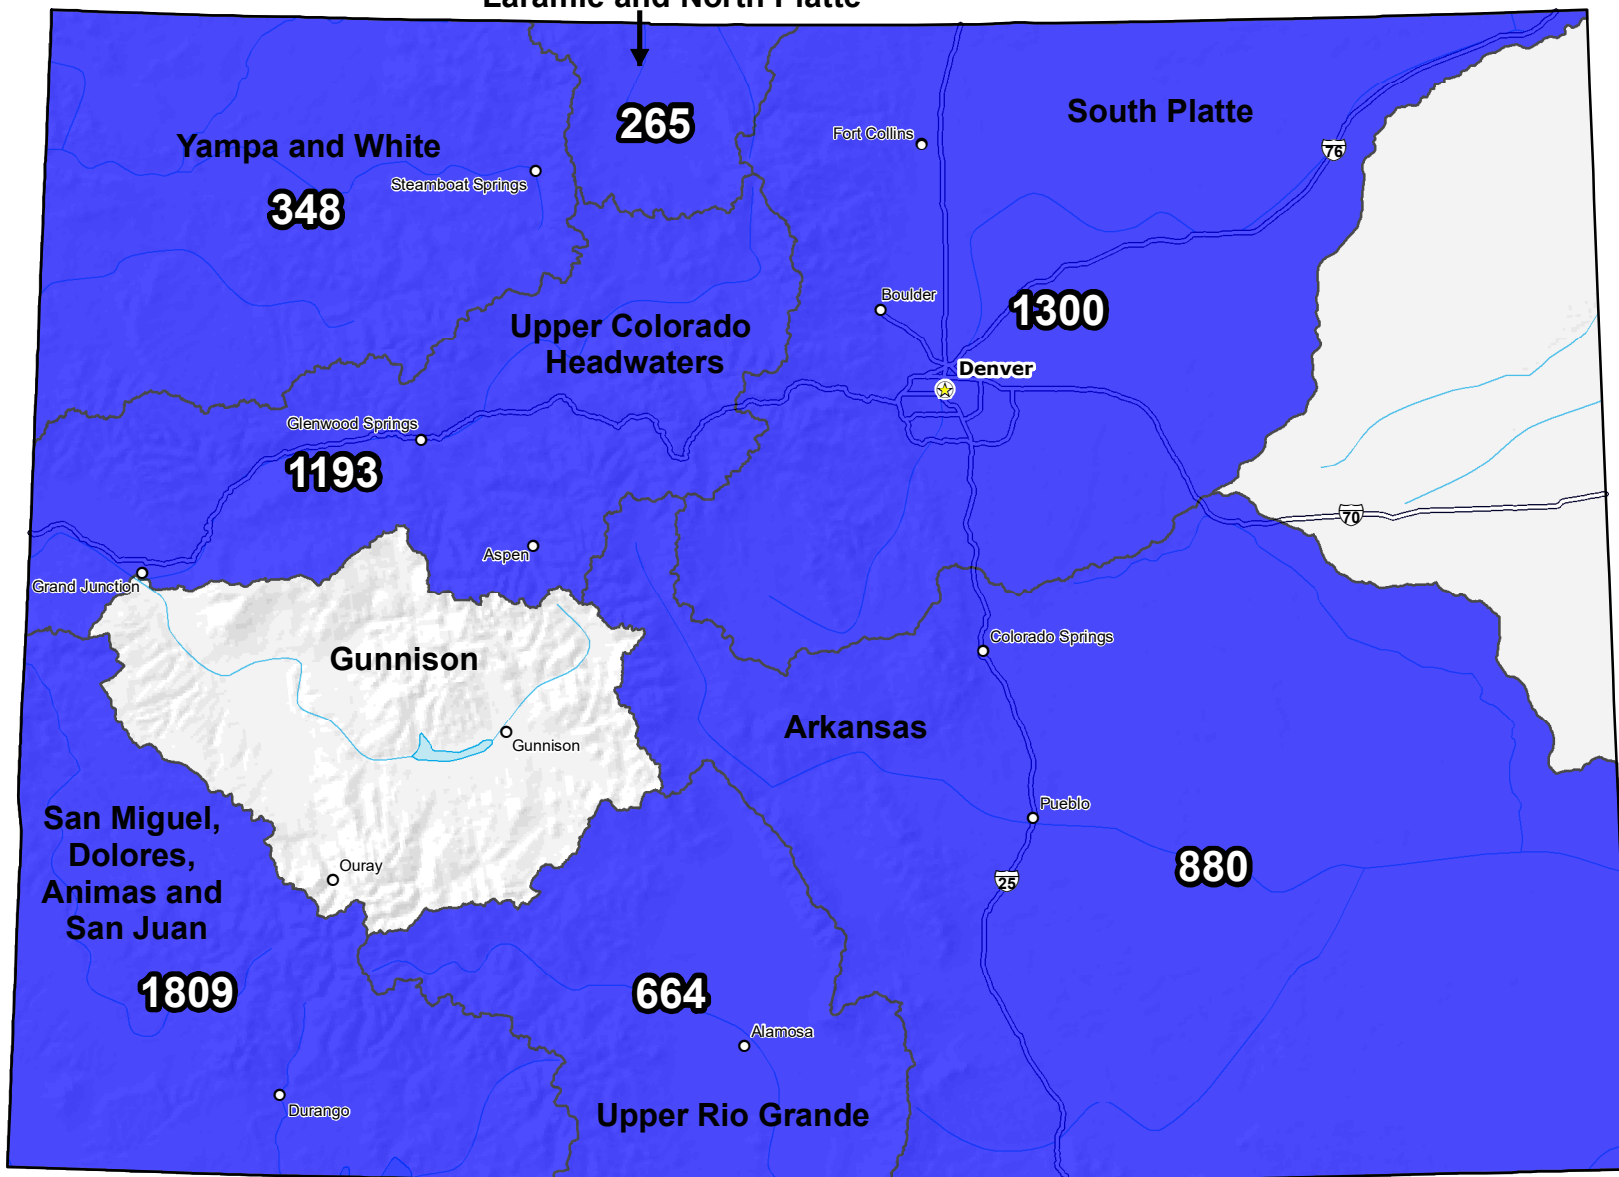 Laramie and North Platte
265
South Platte
Fort Collins
76
Yampa and White
Steamboat Springs
348
Boulder
1300
Upper Colorado
Headwaters
Denver
Glenwood Springs
1193
70
Aspen
Grand Junction
Colorado Springs
Gunnison
Arkansas
Gunnison
Pueblo
San Miguel,
Dolores,
Animas and
San Juan
Ouray
880
25
1809
664
Alamosa
Durango
Upper Rio Grande